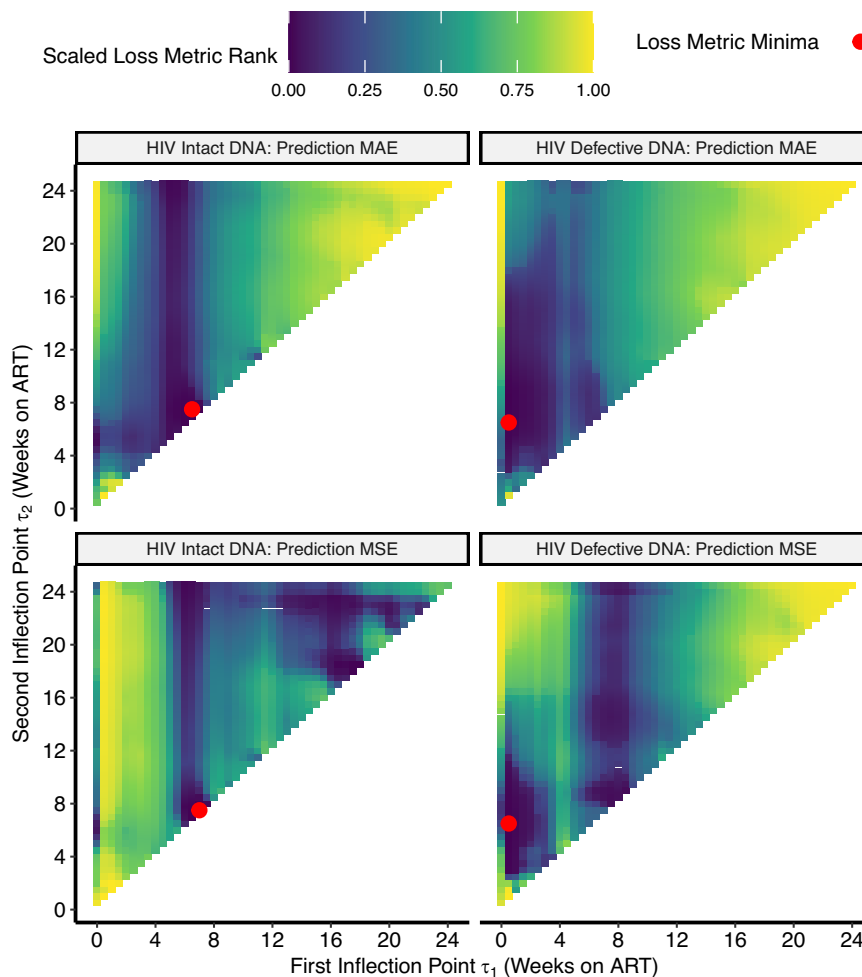 Scaled Loss Metric Rank
Loss Metric Minima
0.00 0.25 0.50 0.75 1.00
HIV Intact DNA: Prediction MAE
HIV Defective DNA: Prediction MAE
24
20
16
12
8
4
0
HIV Intact DNA: Prediction MSE
HIV Defective DNA: Prediction MSE
24
20
16
12
8
4
0
Second Inflection Point τ2 (Weeks on ART)
0 4 8 12 16 20 24
0 4 8 12 16 20 24
First Inflection Point τ1 (Weeks on ART)